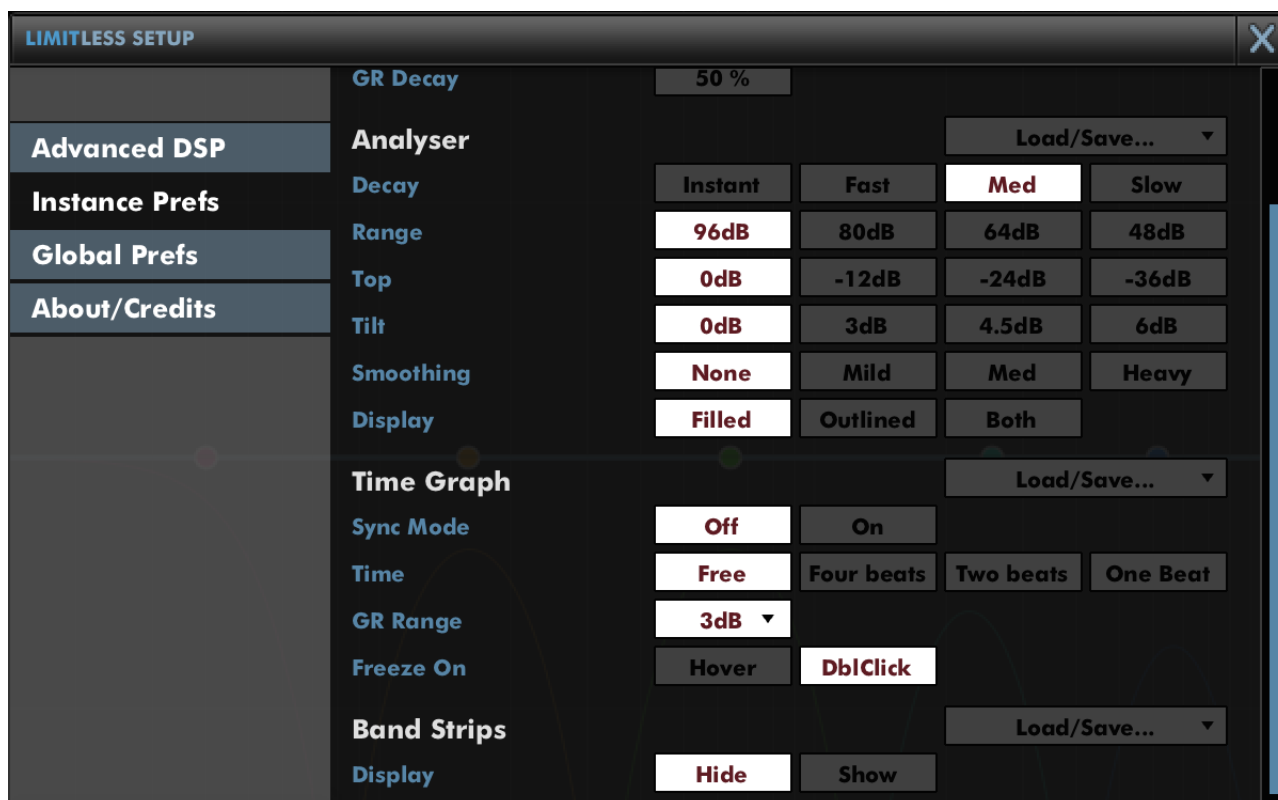 LIMITLESS SETUP X
GR Decay 50 %
Advanced DSP
Instance Prefs
Global Prefs
About/Credits
Analyser Load/Save...
Decay Instant Fast Med Slow
Range 96dB 80dB 64dB 48dB
Top 0dB -12dB -24dB -36dB
Tilt 0dB 3dB 4.5dB 6dB
Smoothing None Mild Med Heavy
Display Filled Outlined Both
Time Graph Load/Save...
Sync Mode Off On
Time Free Four beats Two beats One Beat
GR Range 3dB
Freeze On Hover DblClick
Band Strips Load/Save...
Display Hide Show